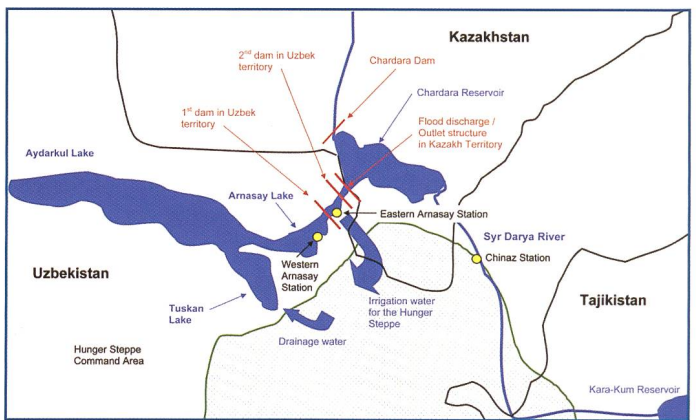 Kazakhstan
2nd dam in Uzbek
territory
Chardara Dam
Chardara Reservoir
1st dam in Uzbek
territory
Flood discharge /
Outlet structure
in Kazakh Territory
Aydarkul Lake
Arnasay Lake
Eastern Arnasay Station
Syr Darya River
Chinaz Station
Western
Arnasay
Station
Uzbekistan
Tajikistan
Tuskan
Lake
Irrigation water
for the Hunger
Steppe
Drainage water
Hunger Steppe
Command Area
Kara-Kum Reservoir